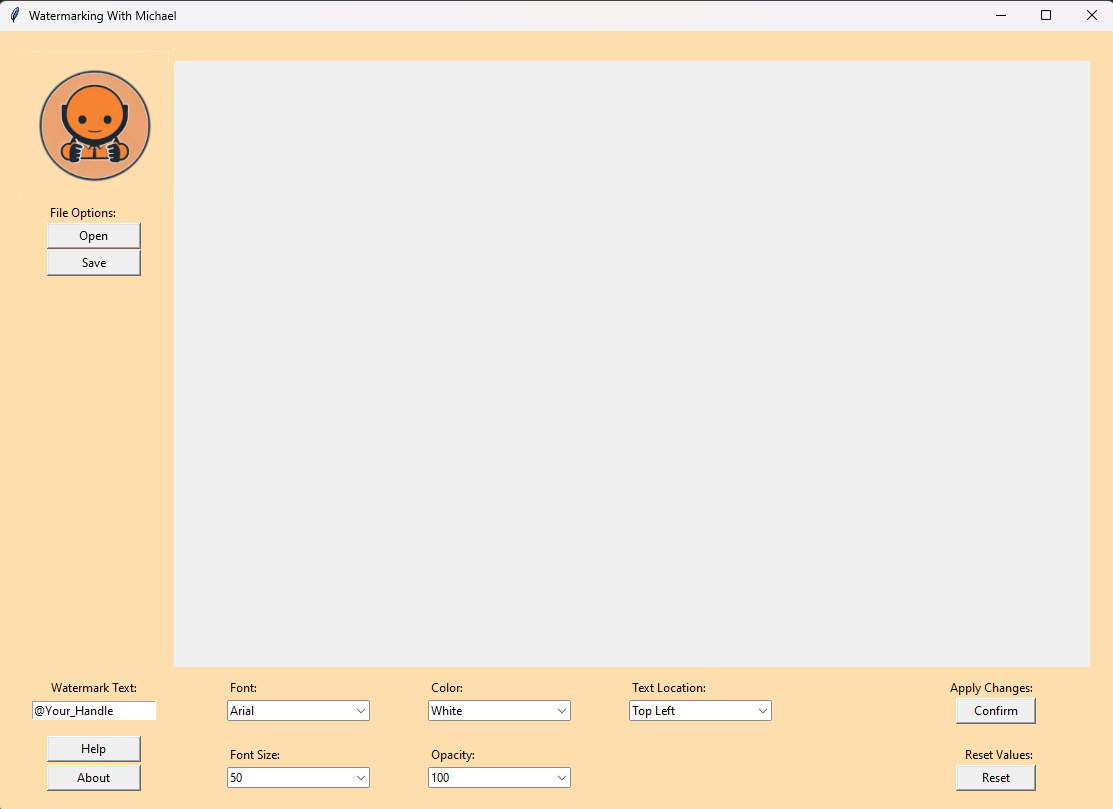 Watermarking With Michael
File Options:
Open
Save
Watermark Text:
@Your_Handle
Help
About
Font:
Arial
Font Size:
50
Color:
White
Opacity:
100
Text Location:
Top Left
Apply Changes:
Confirm
Reset Values:
Reset